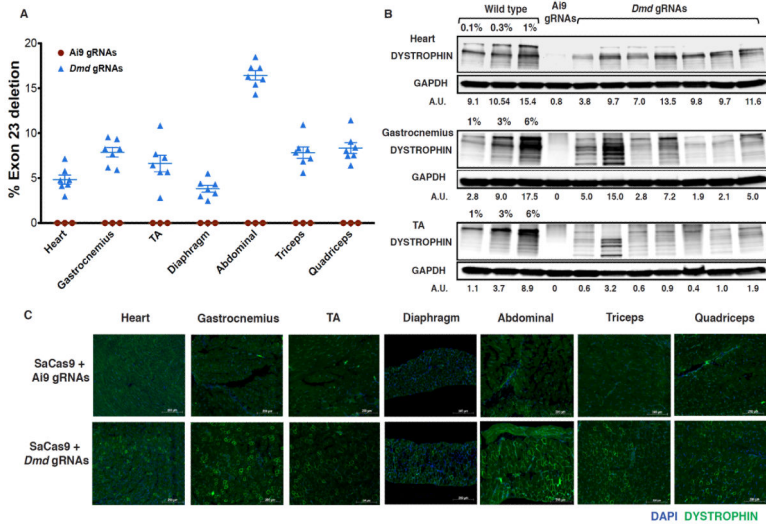 A
Ai9 gRNAs
Dmd gRNAs
% Exon 23 deletion
20
15
10
5
0
Heart
Gastrocnemius
TA
Diaphragm
Abdominal
Triceps
Quadriceps
B
Wild type
Ai9 gRNAs
Dmd gRNAs
0.1% 0.3% 1%
Heart
DYSTROPHIN
GAPDH
A.U. 9.1 10.54 15.4 0.8 3.8 9.7 7.0 13.5 9.8 9.7 11.6
1% 3% 6%
Gastrocnemius
DYSTROPHIN
GAPDH
A.U. 2.8 9.0 17.5 0 5.0 15.0 2.8 7.2 1.9 2.1 5.0
1% 3% 6%
TA
DYSTROPHIN
GAPDH
A.U. 1.1 3.7 8.9 0 0.6 3.2 0.6 0.9 0.4 1.0 1.9
C
Heart Gastrocnemius TA Diaphragm Abdominal Triceps Quadriceps
SaCas9 +
Ai9 gRNAs
SaCas9 +
Dmd gRNAs
DAPI DYSTROPHIN